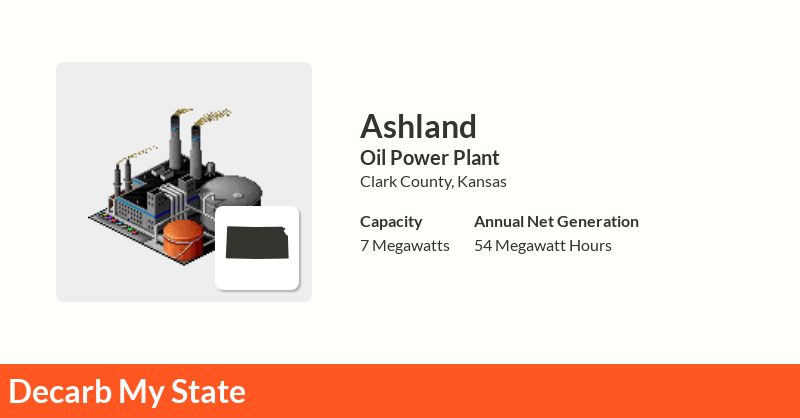 Ashland
Oil Power Plant
Clark County, Kansas
Capacity Annual Net Generation
7 Megawatts 54 Megawatt Hours
Decarb My State